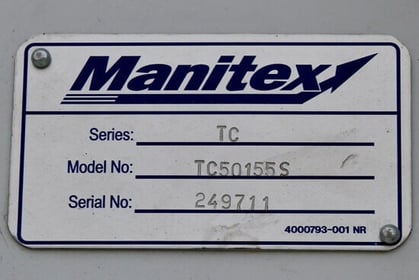 Manitex
Series: TC
Model No: TC50155S
Serial No: 249711
4000793-001 NR